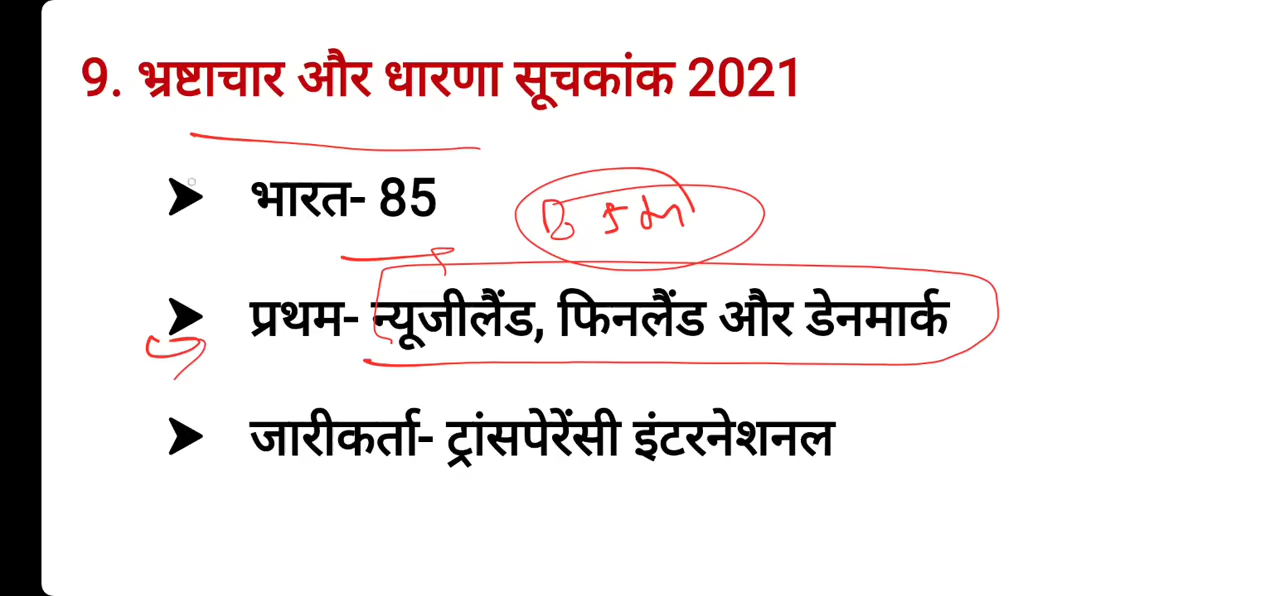 9. भ्रष्टाचार और धारणा सूचकांक 2021
➤ भारत- 85
➤ प्रथम- न्यूजीलैंड, फिनलैंड और डेनमार्क
➤ जारीकर्ता- ट्रांसपेरेंसी इंटरनेशनल